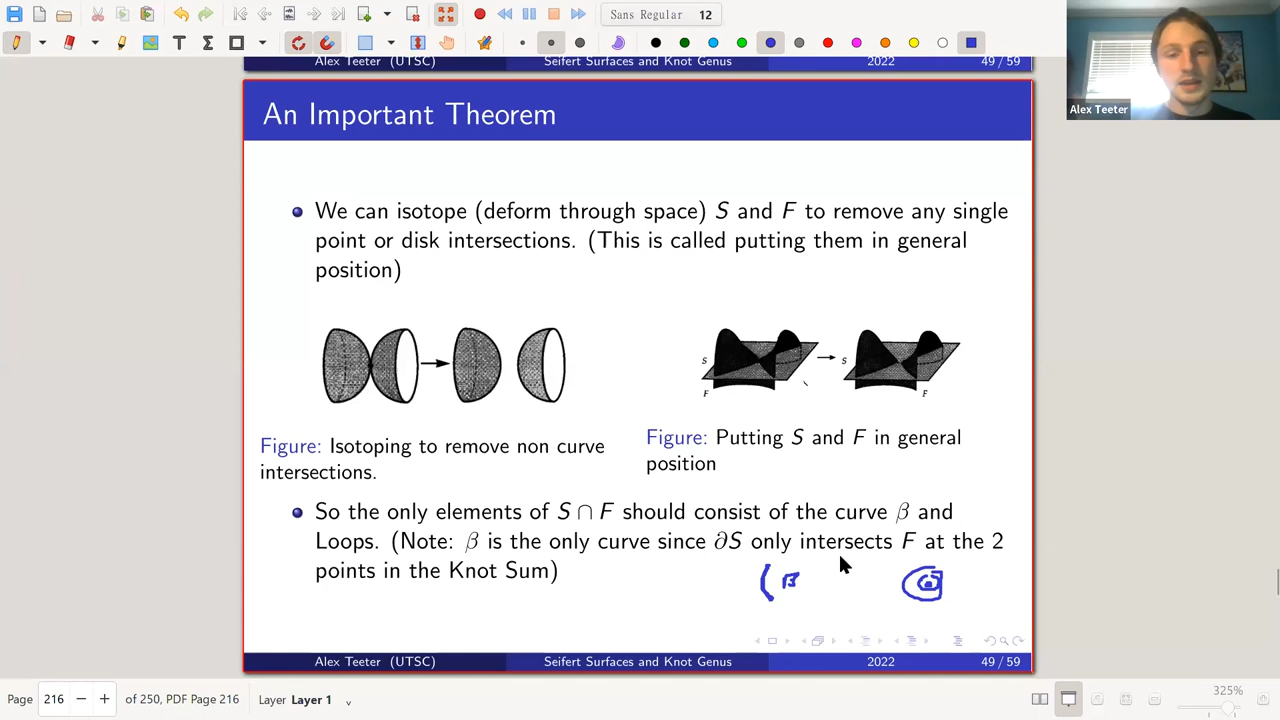 Sans Regular 12
Alex Teeter (UTSC) Seifert Surfaces and Knot Genus 2022 49 / 59
Alex Teeter
An Important Theorem
We can isotope (deform through space) S and F to remove any single
point or disk intersections. (This is called putting them in general
position)
S F S F
Figure: Isotoping to remove non curve
intersections.
Figure: Putting S and F in general
position
So the only elements of S ∩ F should consist of the curve β and
Loops. (Note: β is the only curve since ∂S only intersects F at the 2
points in the Knot Sum)
β
Alex Teeter (UTSC) Seifert Surfaces and Knot Genus 2022 49 / 59
Page 216 of 250, PDF Page 216 Layer Layer 1 325%